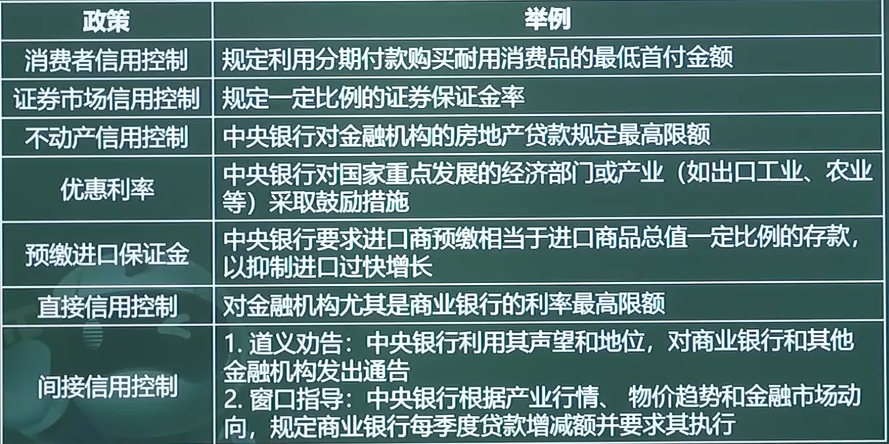 政策 举例
消费者信用控制 规定利用分期付款购买耐用消费品的最低首付金额
证券市场信用控制 规定一定比例的证券保证金率
不动产信用控制 中央银行对金融机构的房地产贷款规定最高限额
优惠利率 中央银行对国家重点发展的经济部门或产业（如出口工业、农业
等）采取鼓励措施
预缴进口保证金 中央银行要求进口商预缴相当于进口商品总值一定比例的存款，
以抑制进口过快增长
直接信用控制 对金融机构尤其是商业银行的利率最高限额
间接信用控制 1. 道义劝告：中央银行利用其声望和地位，对商业银行和其他
金融机构发出通告
2. 窗口指导：中央银行根据产业行情、 物价趋势和金融市场动
向，规定商业银行每季度贷款增减额并要求其执行